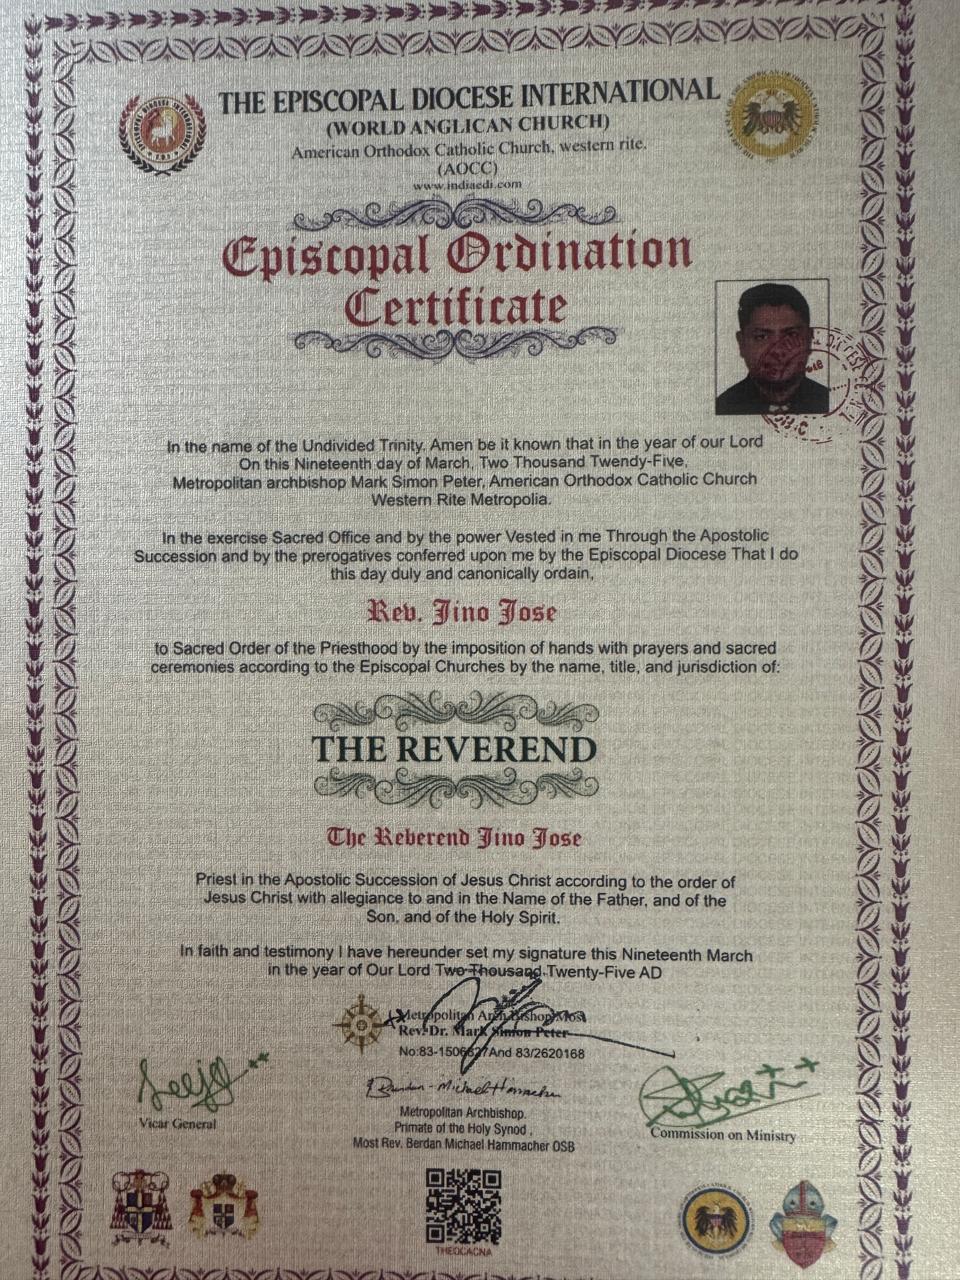 THE EPISCOPAL DIOCESE INTERNATIONAL
(WORLD ANGLICAN CHURCH)
American Orthodox Catholic Church, western rite.
(AOCC)
www.indiaedi.com
Episcopal Ordination
Certificate
In the name of the Undivided Trinity. Amen be it known that in the year of our Lord
On this Nineteenth day of March, Two Thousand Twendy-Five,
Metropolitan archbishop Mark Simon Peter, American Orthodox Catholic Church
Western Rite Metropolia.
In the exercise Sacred Office and by the power Vested in me Through the Apostolic
Succession and by the prerogatives conferred upon me by the Episcopal Diocese That I do
this day duly and canonically ordain,
Rev. Jino Jose
to Sacred Order of the Priesthood by the imposition of hands with prayers and sacred
ceremonies according to the Episcopal Churches by the name, title, and jurisdiction of:
THE REVEREND
The Reberend Jino Jose
Priest in the Apostolic Succession of Jesus Christ according to the order of
Jesus Christ with allegiance to and in the Name of the Father, and of the
Son, and of the Holy Spirit.
In faith and testimony I have hereunder set my signature this Nineteenth March
in the year of Our Lord Two Thousand Twenty-Five AD
Metropolitan Arch Bishop Most
Rev. Dr. Mark Simon Peter
No:83-1506627And 83/2620168
Vicar General
Metropolitan Archbishop.
Primate of the Holy Synod .
Most Rev. Berdan Michael Hammacher OSB
Commission on Ministry
THEOCACNA